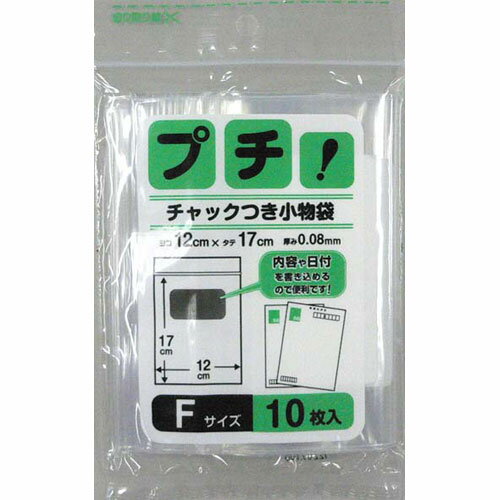 プチ!
チャックつき小物袋
ヨコ12cm×タテ17cm 厚み0.08mm
内容や日付
を書き込める
ので便利です!
17
cm
12
cm
Fサイズ 10枚入